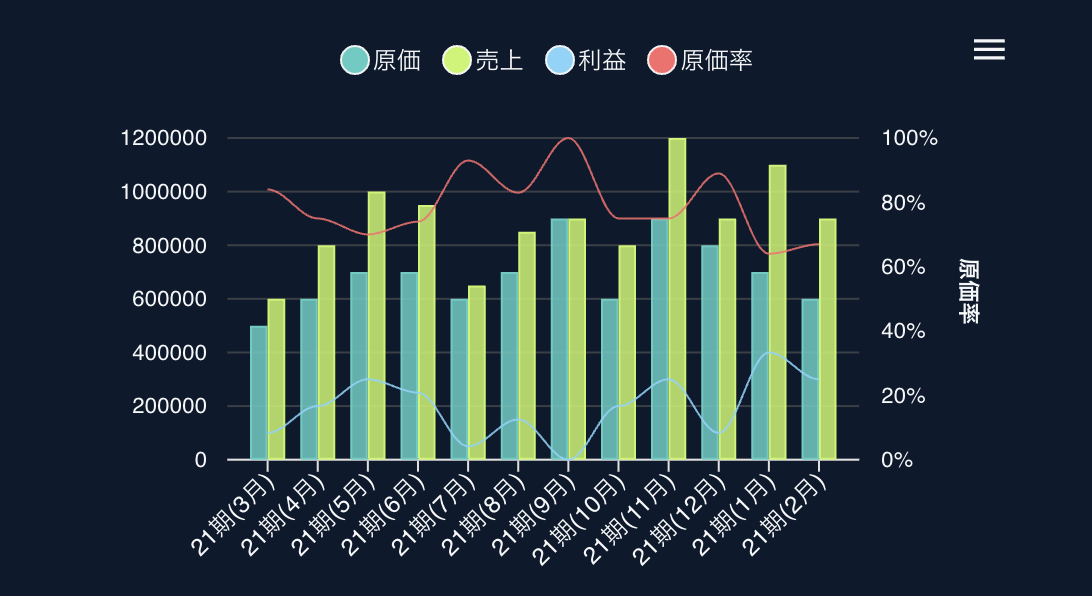 原価 売上 利益 原価率
1200000
1000000
800000
600000
400000
200000
0
100%
80%
60%
40%
20%
0%
原価率
21期(3月)
21期(4月)
21期(5月)
21期(6月)
21期(7月)
21期(8月)
21期(9月)
21期(10月)
21期(11月)
21期(12月)
21期(1月)
21期(2月)